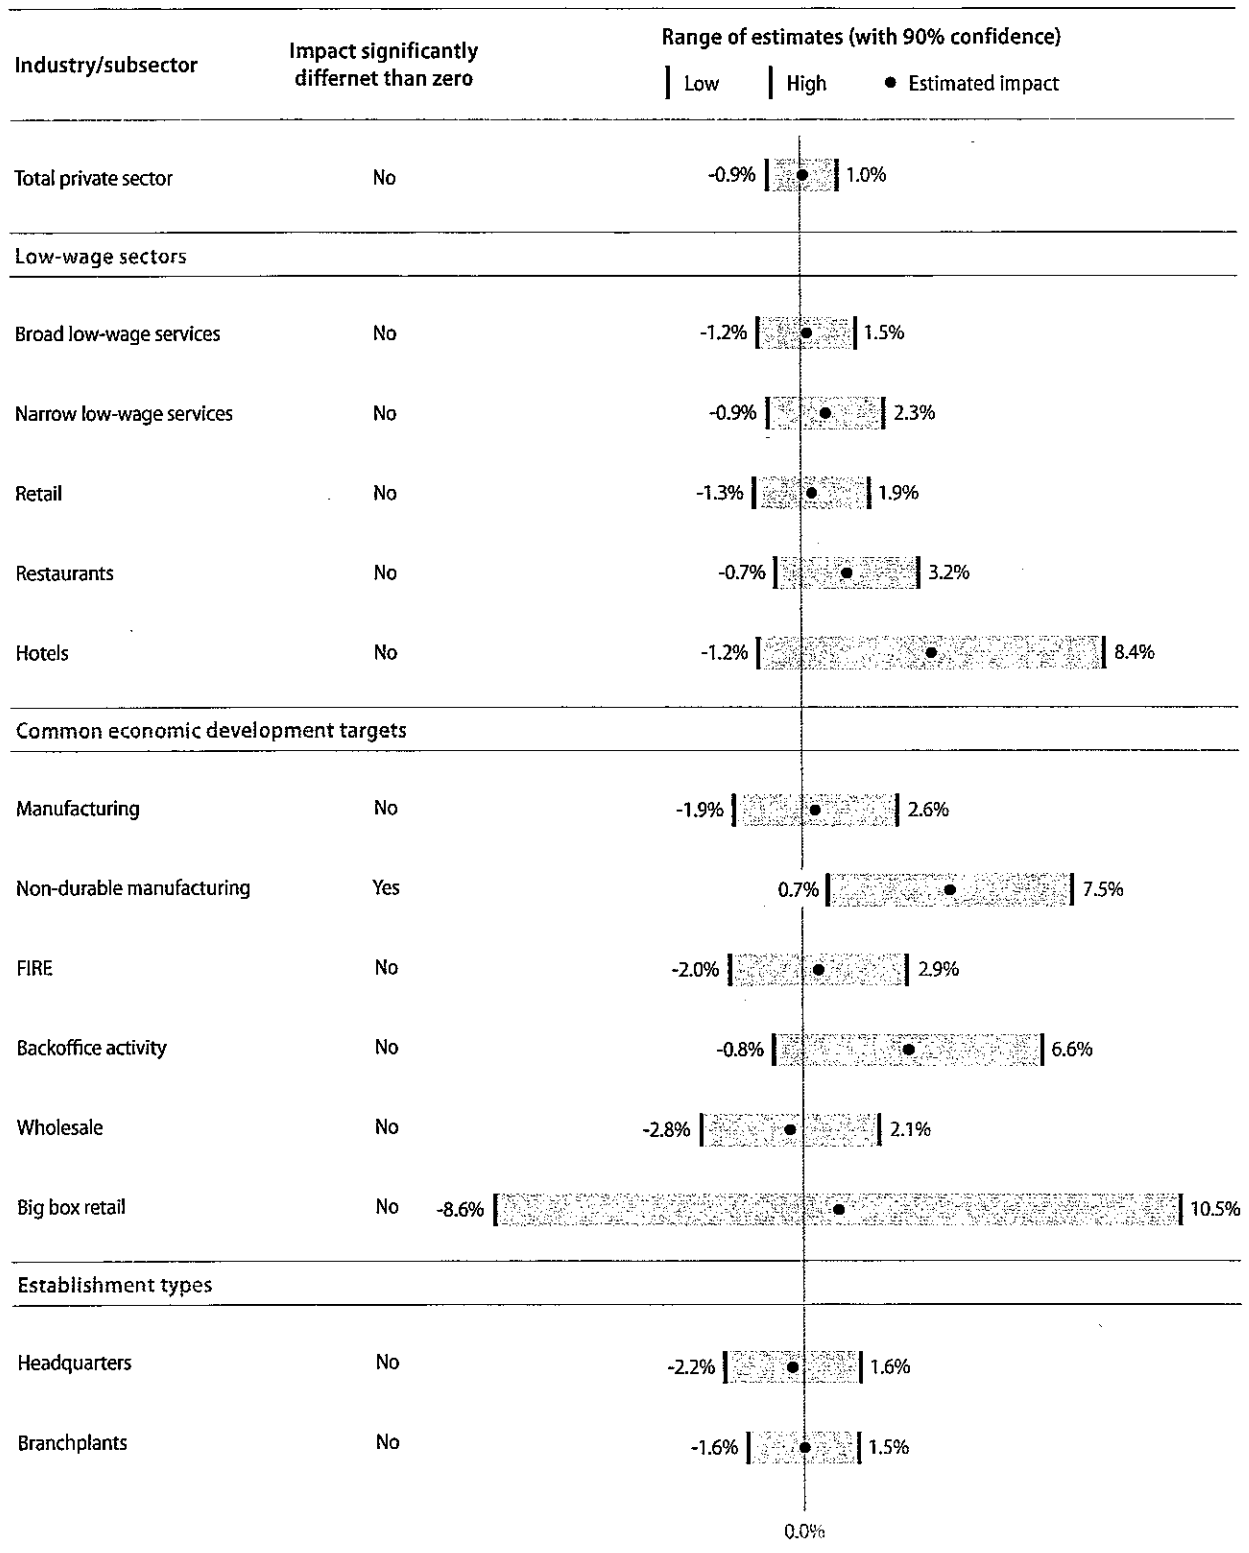 Industry/subsector
Impact significantly
differnet than zero
Range of estimates (with 90% confidence)
Low High Estimated impact
Total private sector No -0.9% 1.0%
Low-wage sectors
Broad low-wage services No -1.2% 1.5%
Narrow low-wage services No -0.9% 2.3%
Retail No -1.3% 1.9%
Restaurants No -0.7% 3.2%
Hotels No -1.2% 8.4%
Common economic development targets
Manufacturing No -1.9% 2.6%
Non-durable manufacturing Yes 0.7% 7.5%
FIRE No -2.0% 2.9%
Backoffice activity No -0.8% 6.6%
Wholesale No -2.8% 2.1%
Big box retail No -8.6% 10.5%
Establishment types
Headquarters No -2.2% 1.6%
Branchplants No -1.6% 1.5%
0.0%